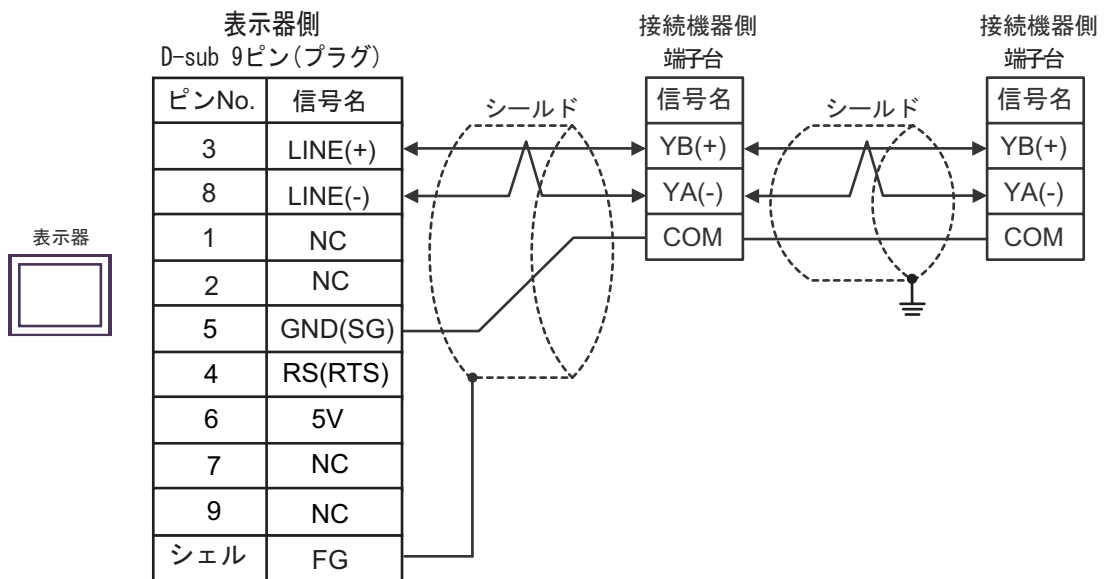 表示器側
D-sub 9ピン(プラグ)
接続機器側
端子台
接続機器側
端子台
ピンNo. 信号名
シールド
信号名
シールド
信号名
3 LINE(+)
YB(+)
YB(+)
8 LINE(-)
YA(-)
YA(-)
表示器
1 NC
COM
COM
2 NC
5 GND(SG)
4 RS(RTS)
6 5V
7 NC
9 NC
シェル FG